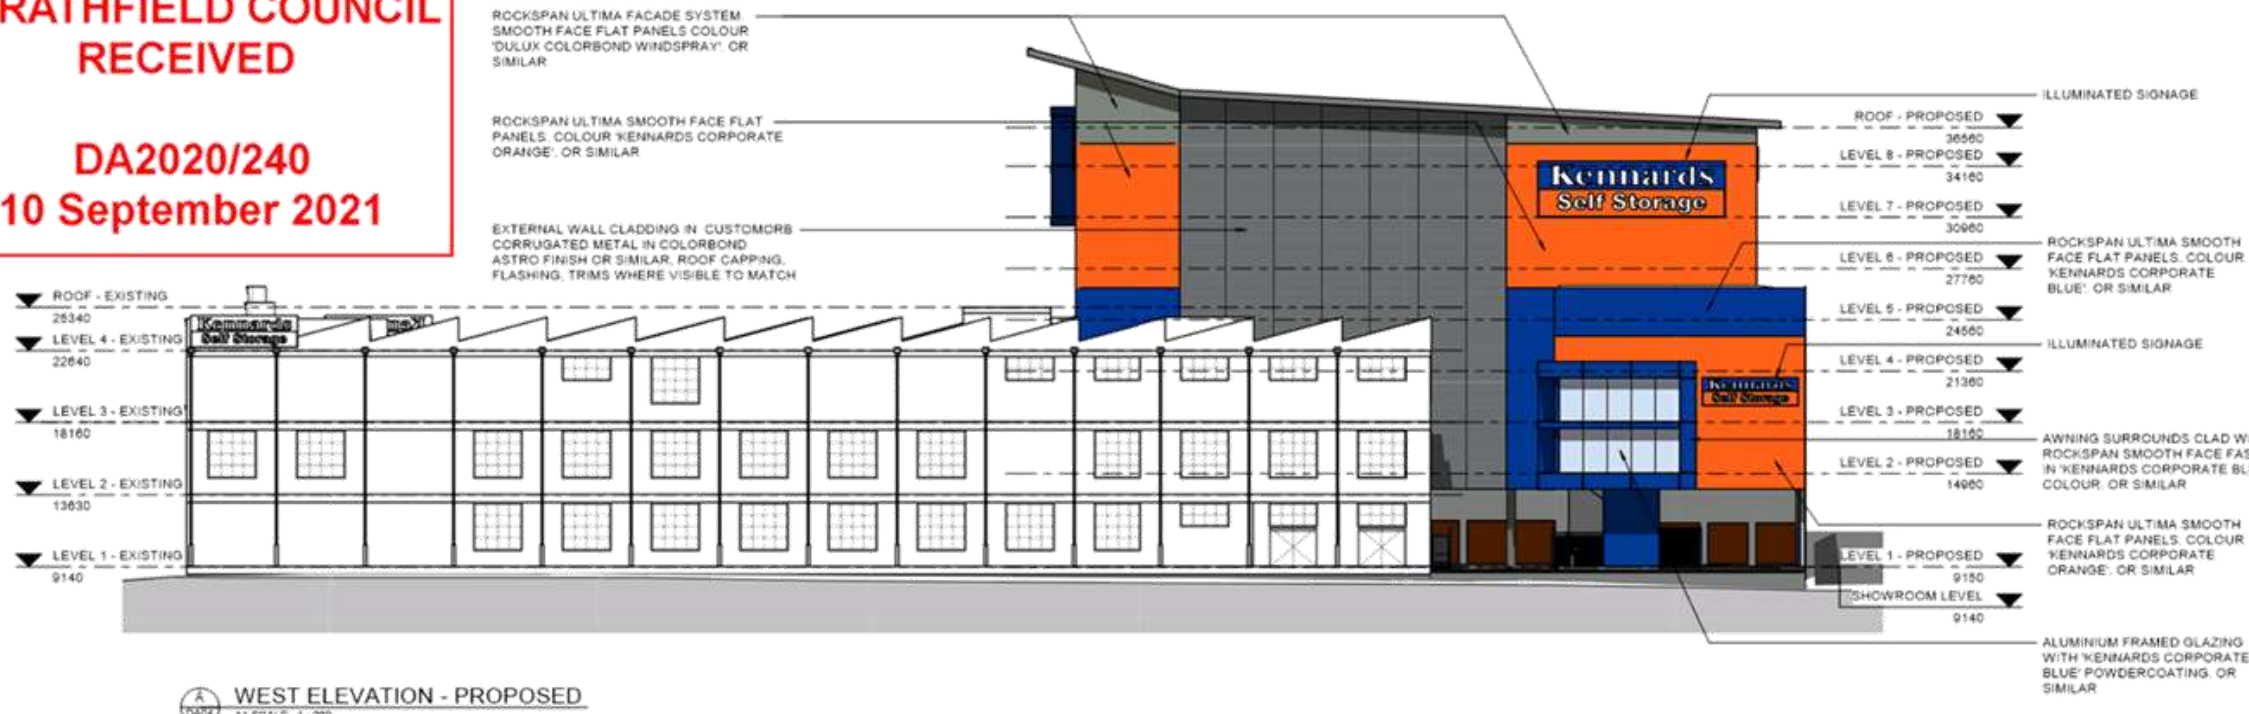 RATHFIELD COUNCIL
RECEIVED
DA2020/240
10 September 2021
ROCKSPAN ULTIMA FACADE SYSTEM.
SMOOTH FACE FLAT PANELS COLOUR
'DULUX COLORBOND WINDSPRAY'. OR
SIMILAR
ROCKSPAN ULTIMA SMOOTH FACE FLAT
PANELS. COLOUR 'KENNARDS CORPORATE
ORANGE'. OR SIMILAR
EXTERNAL WALL CLADDING IN CUSTOMORB
CORRUGATED METAL IN COLORBOND
ASTRO FINISH OR SIMILAR. ROOF CAPPING,
FLASHING, TRIMS WHERE VISIBLE TO MATCH
ROOF - EXISTING
25340
LEVEL 4 - EXISTING
22640
LEVEL 3 - EXISTING
18160
LEVEL 2 - EXISTING
13630
LEVEL 1 - EXISTING
9140
Kennards
Self Storage
Kennards
Self Storage
Kennards
Self Storage
ROOF - PROPOSED
36560
LEVEL 8 - PROPOSED
34160
LEVEL 7 - PROPOSED
30960
LEVEL 6 - PROPOSED
27760
LEVEL 5 - PROPOSED
24560
LEVEL 4 - PROPOSED
21360
LEVEL 3 - PROPOSED
18160
LEVEL 2 - PROPOSED
14960
LEVEL 1 - PROPOSED
9150
SHOWROOM LEVEL
9140
ILLUMINATED SIGNAGE
ROCKSPAN ULTIMA SMOOTH
FACE FLAT PANELS. COLOUR
'KENNARDS CORPORATE
BLUE'. OR SIMILAR
ILLUMINATED SIGNAGE
AWNING SURROUNDS CLAD W
ROCKSPAN SMOOTH FACE FAS
IN 'KENNARDS CORPORATE BL
COLOUR. OR SIMILAR
ROCKSPAN ULTIMA SMOOTH
FACE FLAT PANELS. COLOUR
'KENNARDS CORPORATE
ORANGE'. OR SIMILAR
ALUMINIUM FRAMED GLAZING
WITH 'KENNARDS CORPORATE
BLUE' POWDERCOATING. OR
SIMILAR
A
WEST ELEVATION - PROPOSED